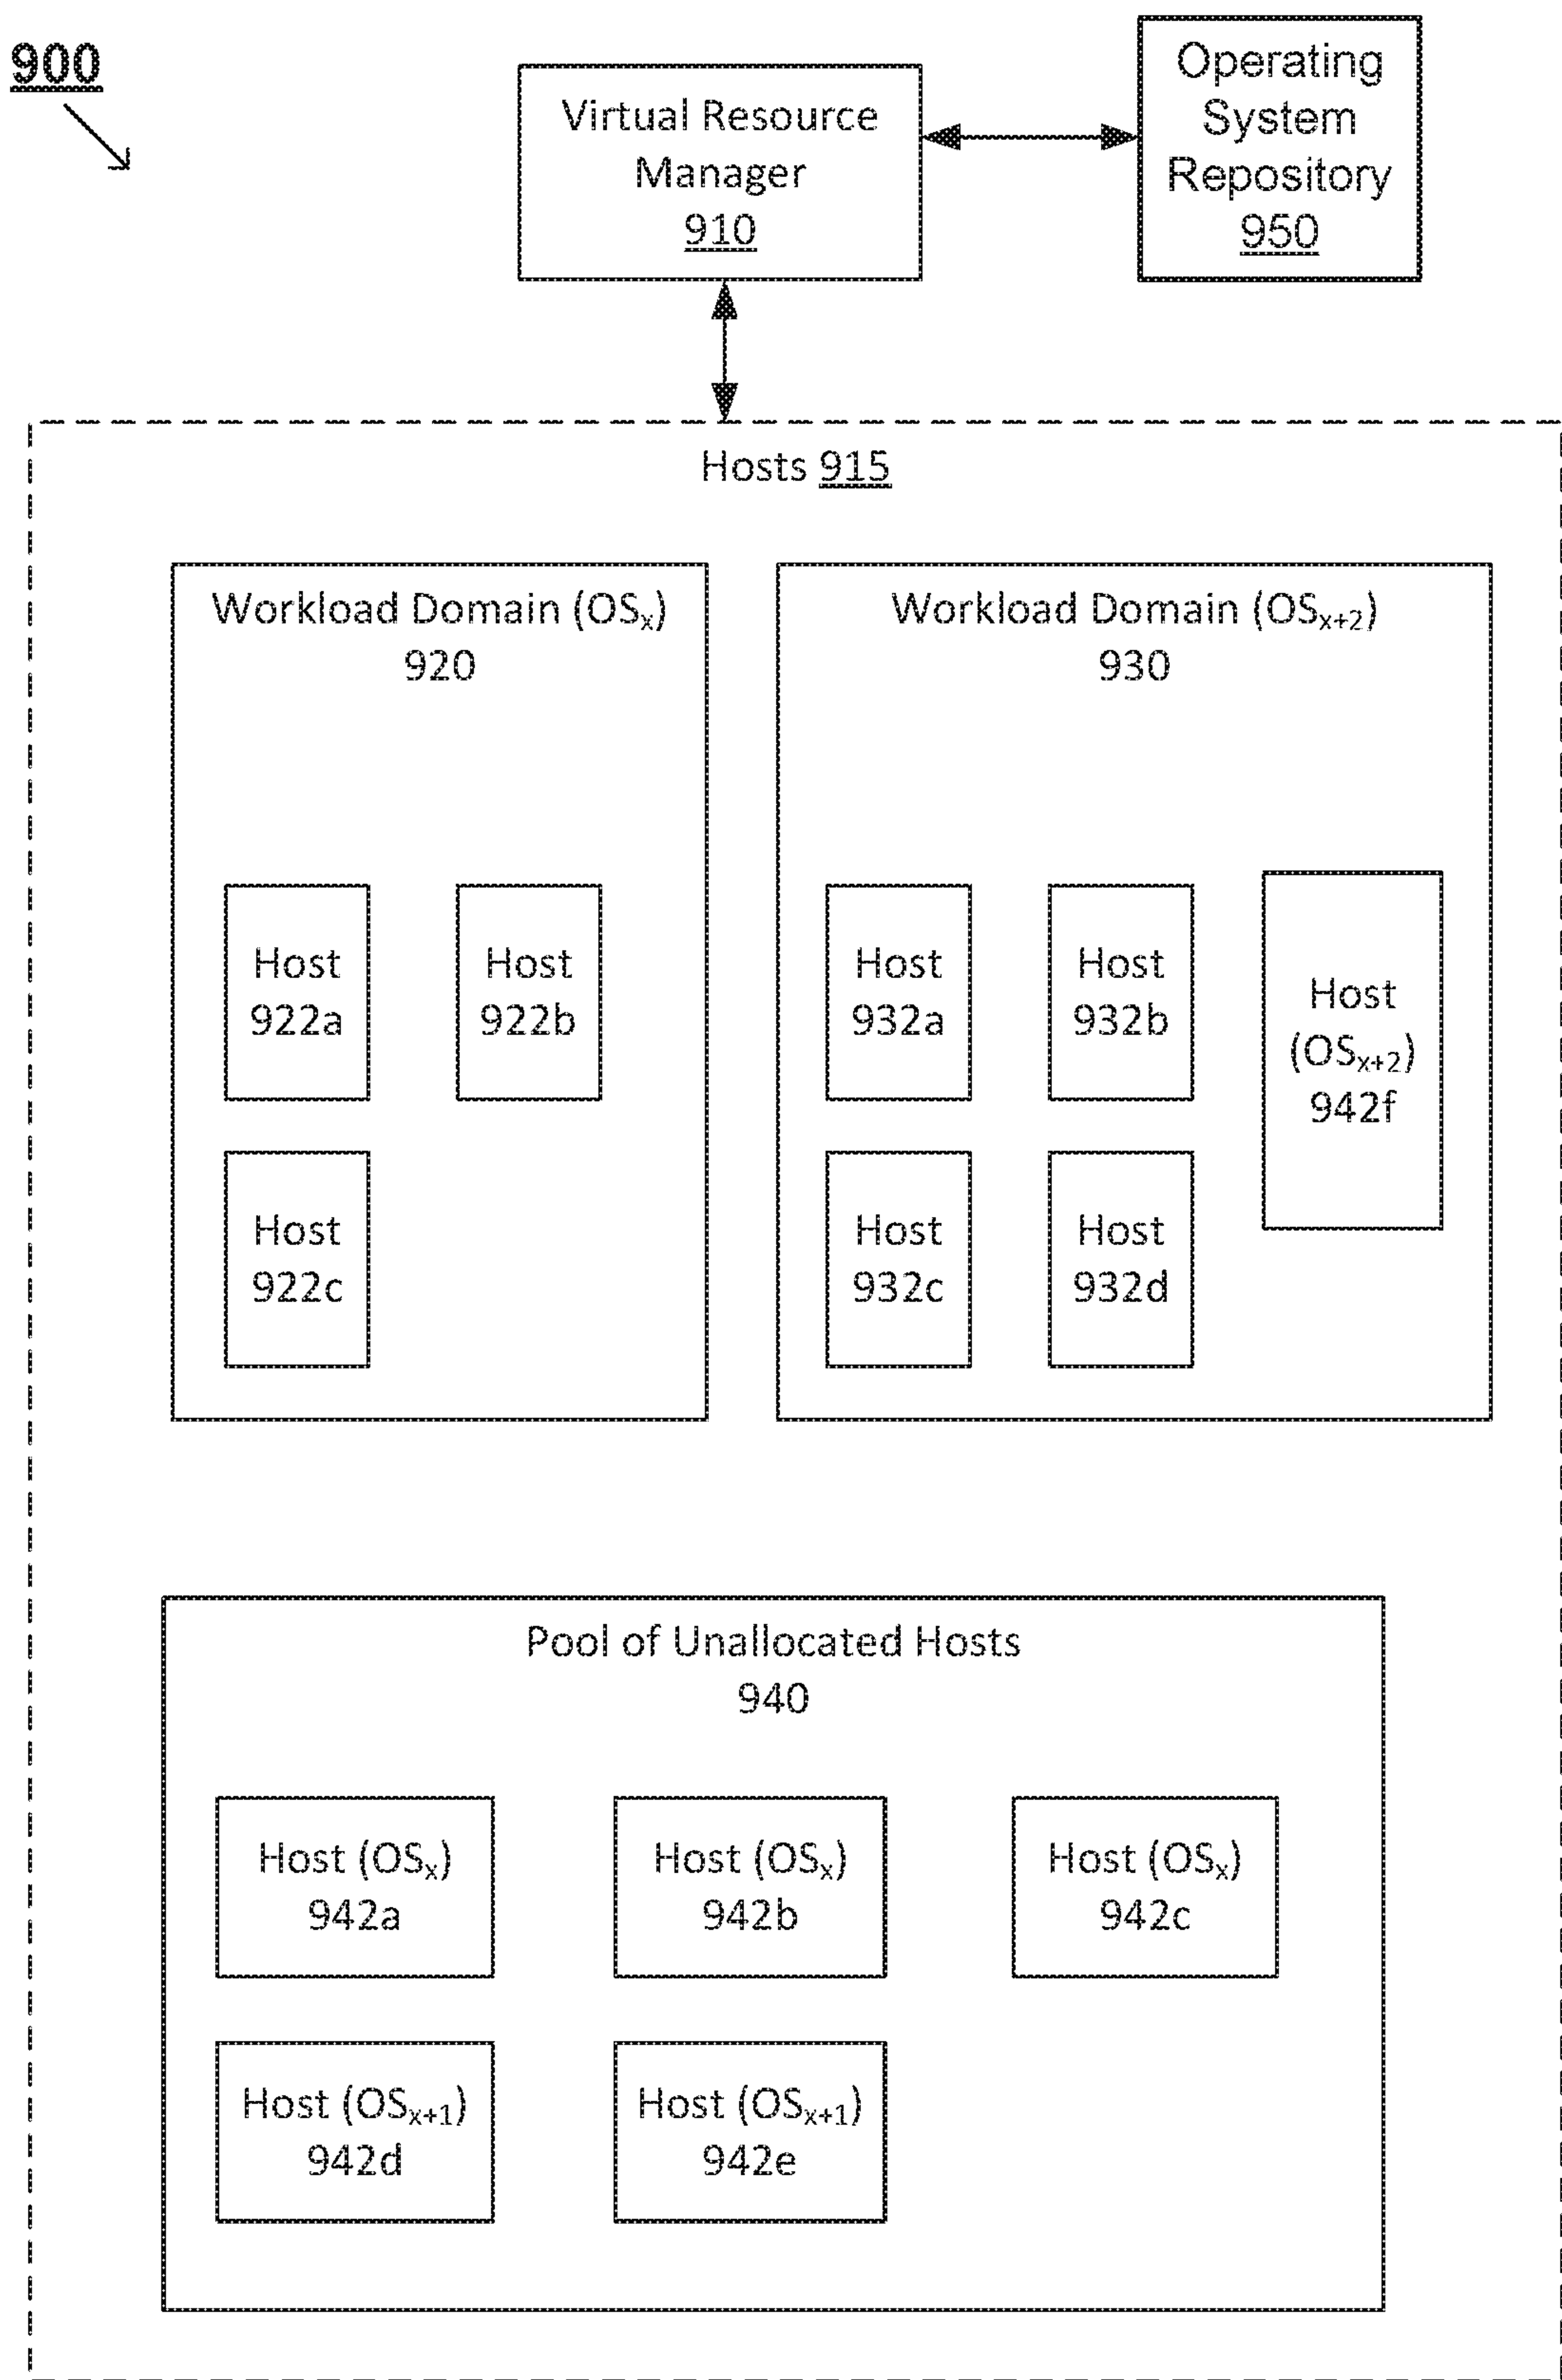 900
Virtual Resource
Manager
910
Operating
System
Repository
950
Hosts 915
Workload Domain (OSₓ)
920
Host
922a
Host
922b
Host
922c
Workload Domain (OSₓ₊₂)
930
Host
932a
Host
932b
Host
(OSₓ₊₂)
942f
Host
932c
Host
932d
Pool of Unallocated Hosts
940
Host (OSₓ)
942a
Host (OSₓ)
942b
Host (OSₓ)
942c
Host (OSₓ₊₁)
942d
Host (OSₓ₊₁)
942e